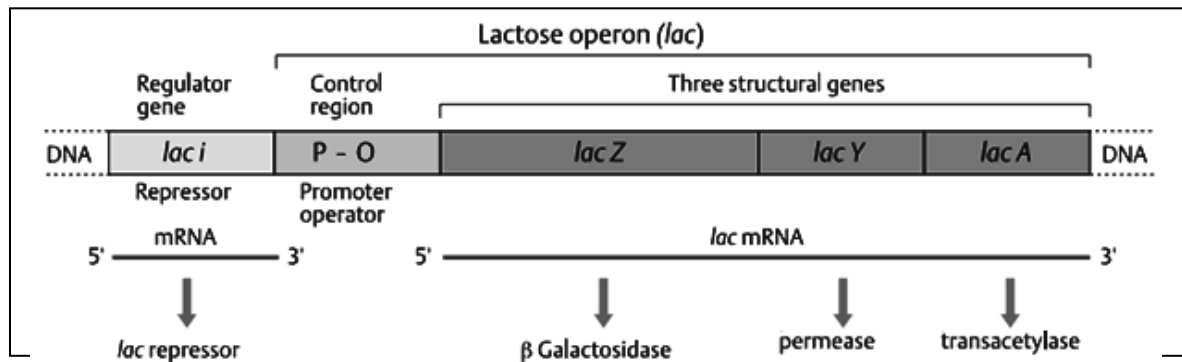 Lactose operon (lac)
Regulator gene
Control region
Three structural genes
DNA
lac i
P - O
lac Z
lac Y
lac A
DNA
Repressor
Promoter operator
5' mRNA 3'
5' lac mRNA 3'
lac repressor
β Galactosidase
permease
transacetylase